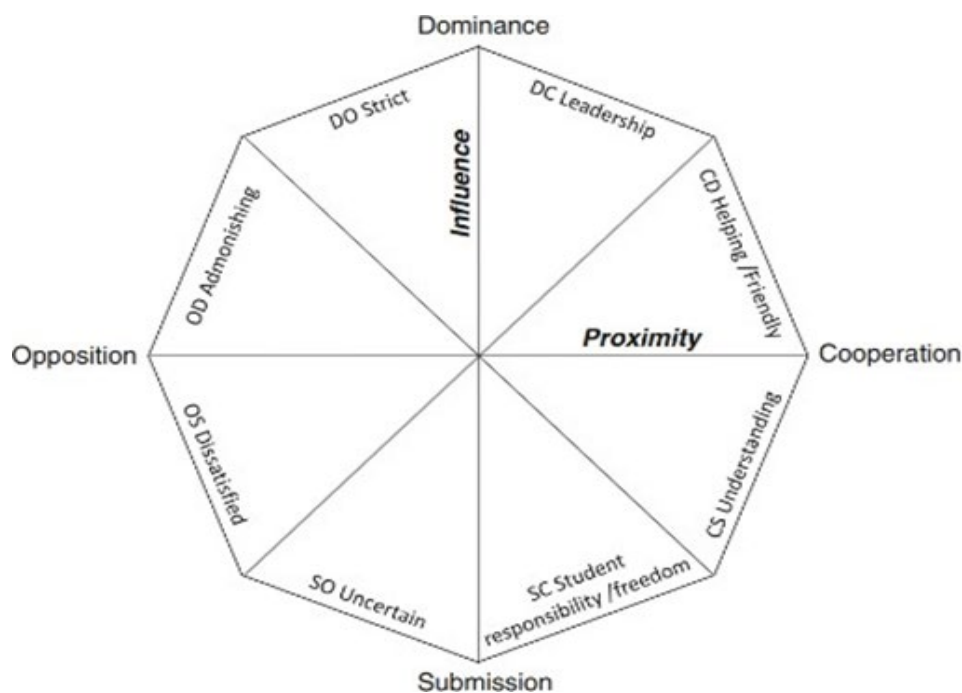 Dominance
DO Strict
DC Leadership
Influence
OD Admonishing
CD Helping /Friendly
Opposition
Proximity
Cooperation
OS Dissatisfied
CS Understanding
SO Uncertain
SC Student
responsibility /freedom
Submission